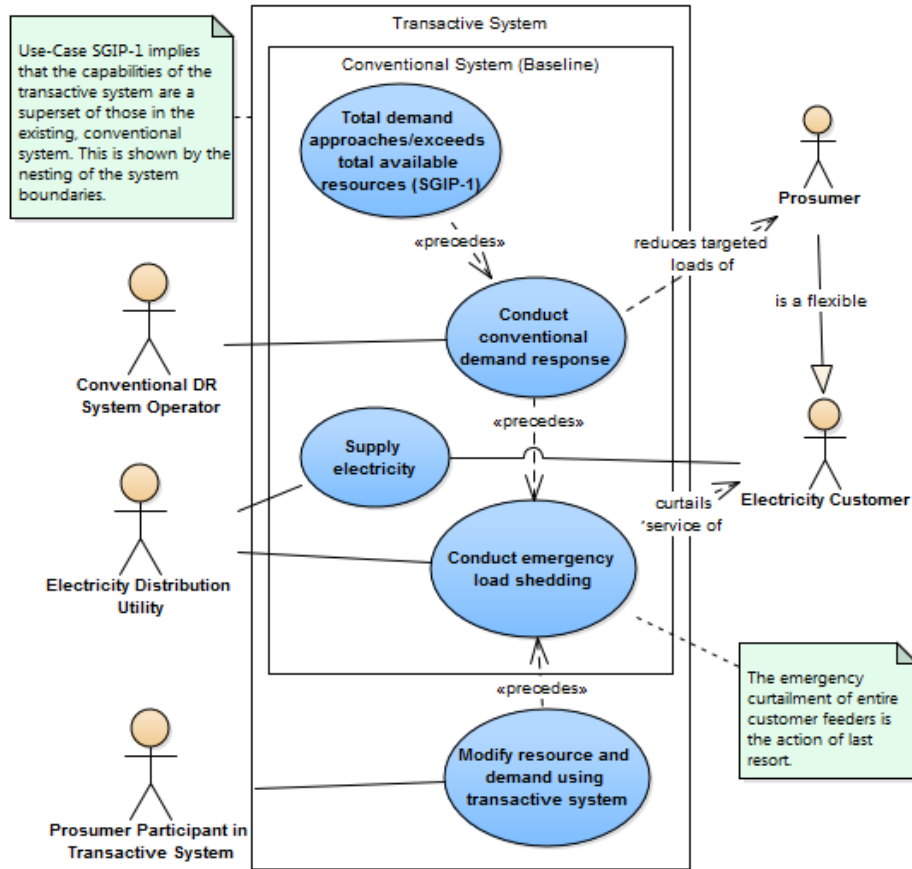 Transactive System
Conventional System (Baseline)
Use-Case SGIP-1 implies
that the capabilities of the
transactive system are a
superset of those in the
existing, conventional
system. This is shown by the
nesting of the system
boundaries.
Total demand
approaches/exceeds
total available
resources (SGIP-1)
Prosumer
«precedes»
reduces targeted
loads of
is a flexible
Conduct
conventional
demand response
Conventional DR
System Operator
«precedes»
Supply
electricity
Electricity Customer
curtails
service of
Conduct emergency
load shedding
Electricity Distribution
Utility
«precedes»
The emergency
curtailment of entire
customer feeders is
the action of last
resort.
Modify resource and
demand using
transactive system
Prosumer Participant in
Transactive System